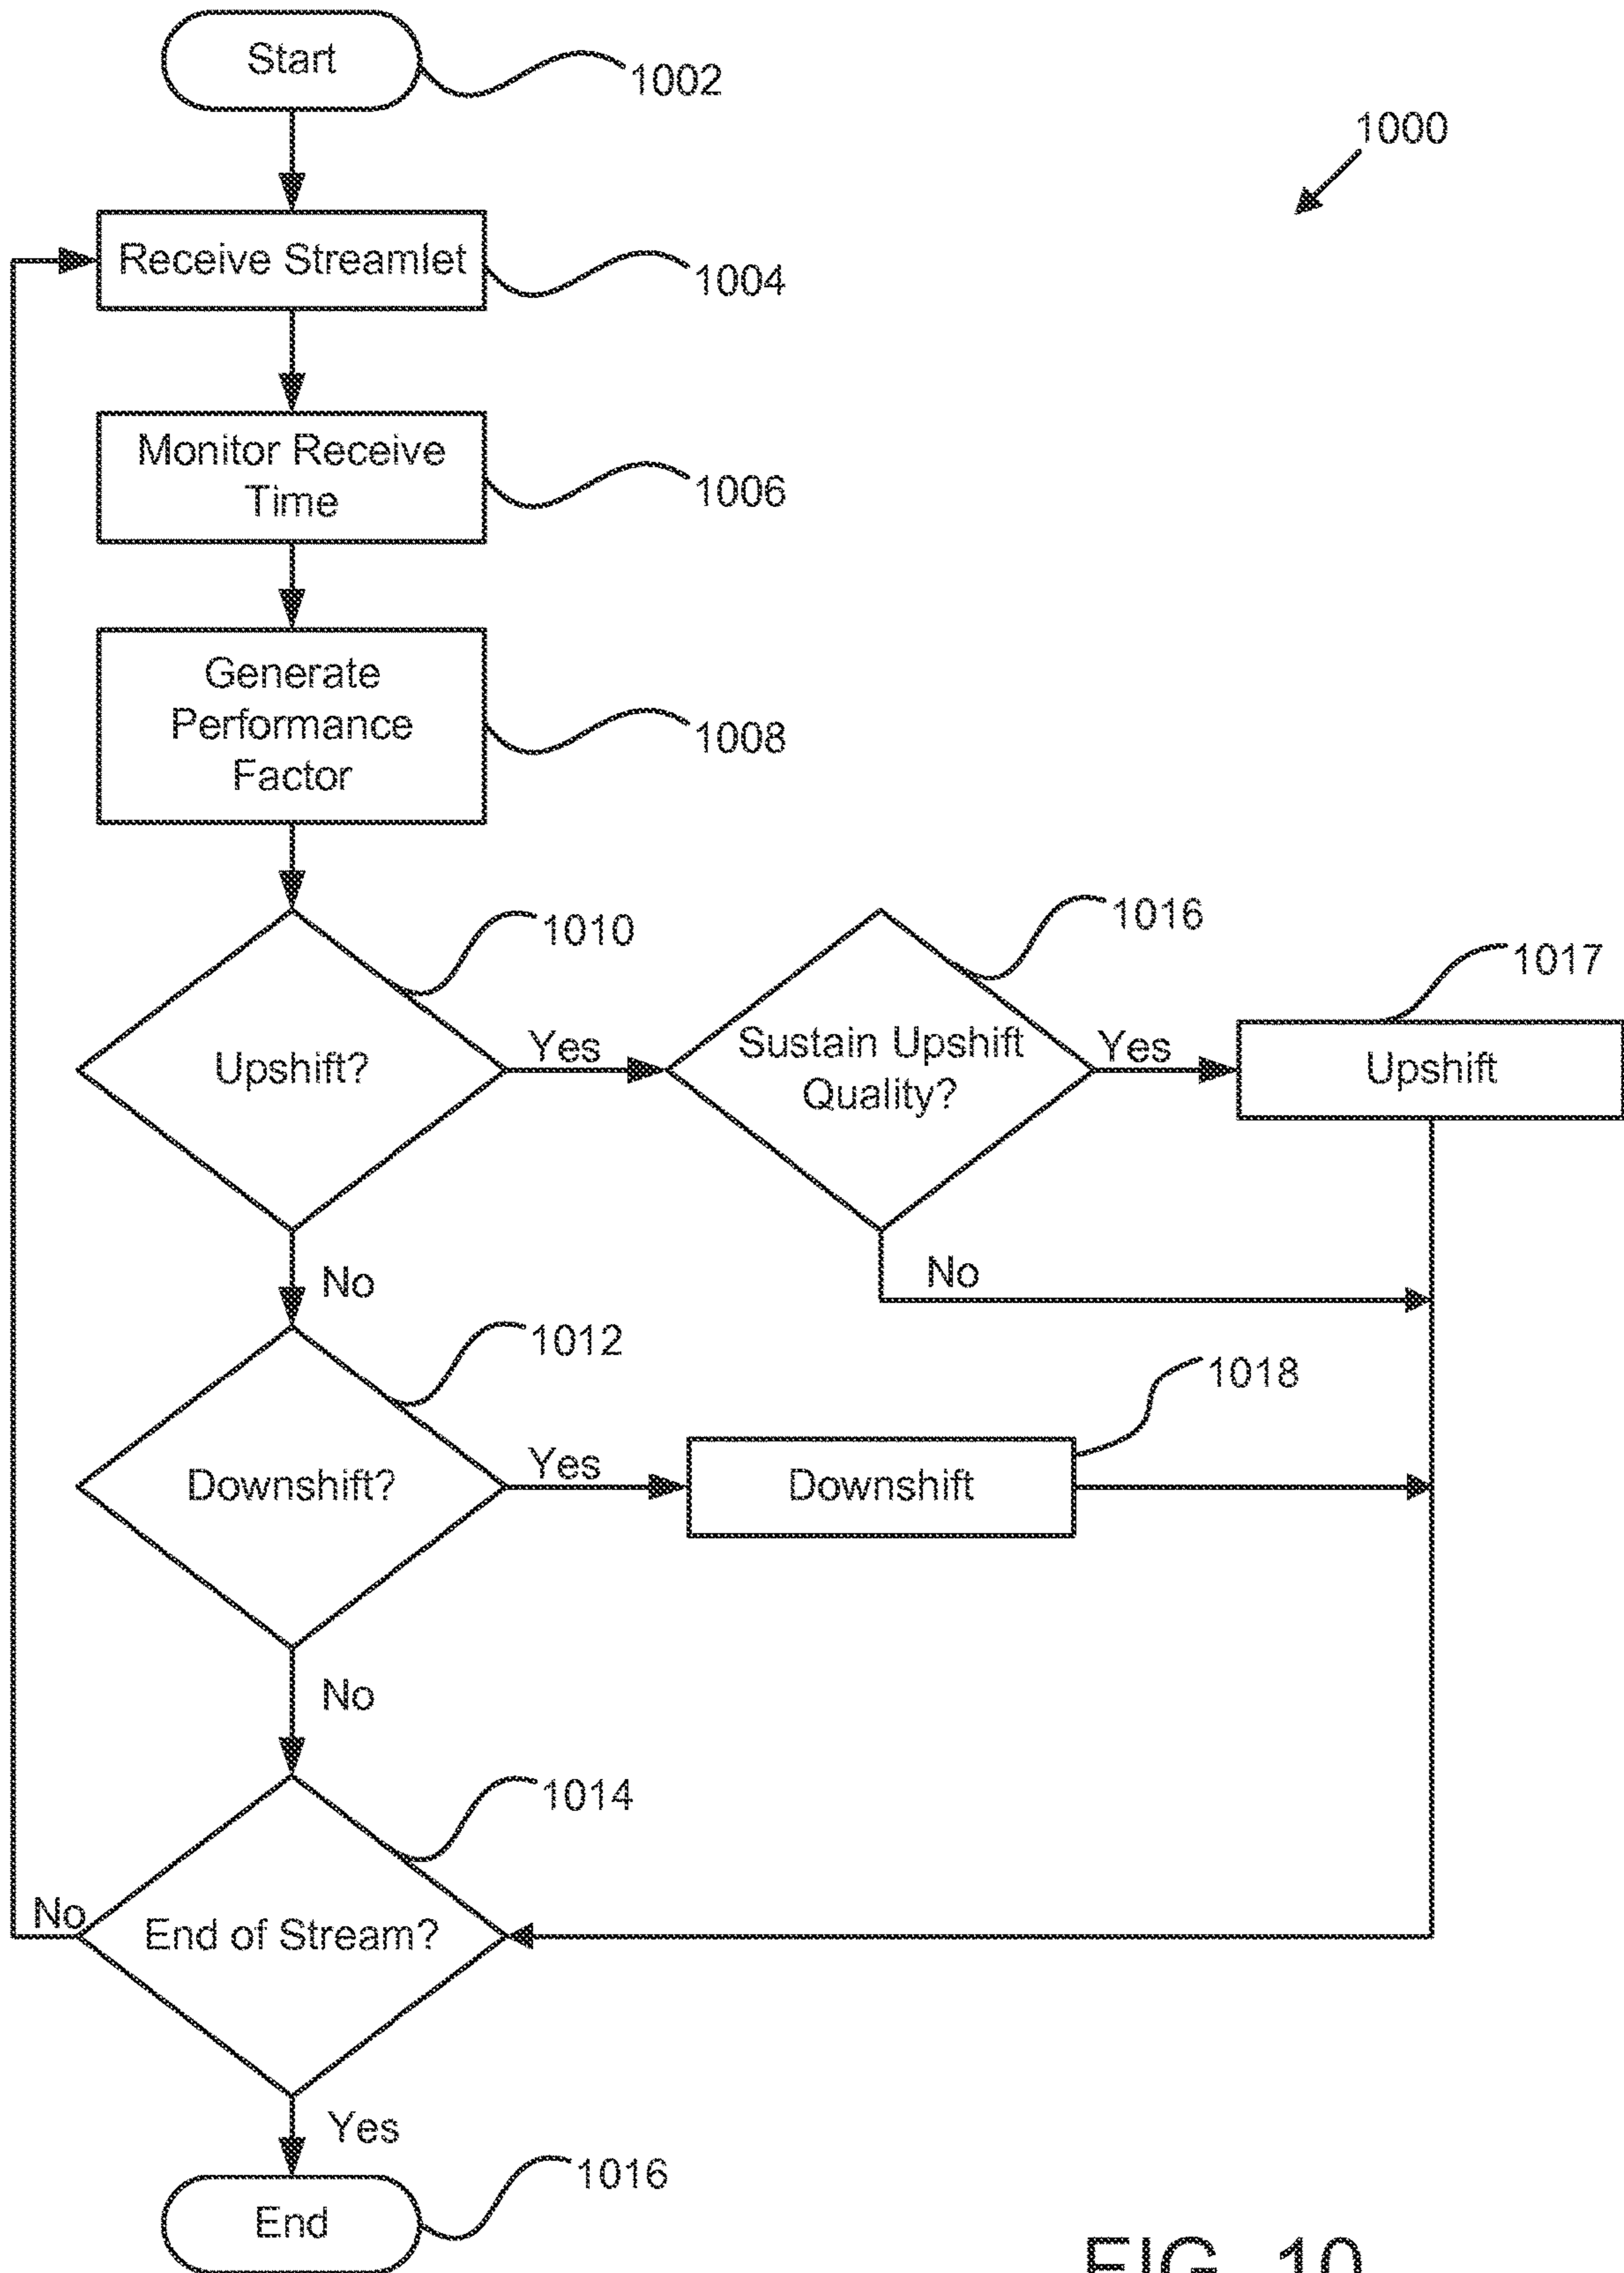 Start
1002
1000
Receive Streamlet
1004
Monitor Receive
Time
1006
Generate
Performance
Factor
1008
1010
1016
1017
Upshift?
Yes
Sustain Upshift
Quality?
Yes
Upshift
No
No
1012
1018
Downshift?
Yes
Downshift
No
1014
No
End of Stream?
Yes
1016
End
FIG. 10